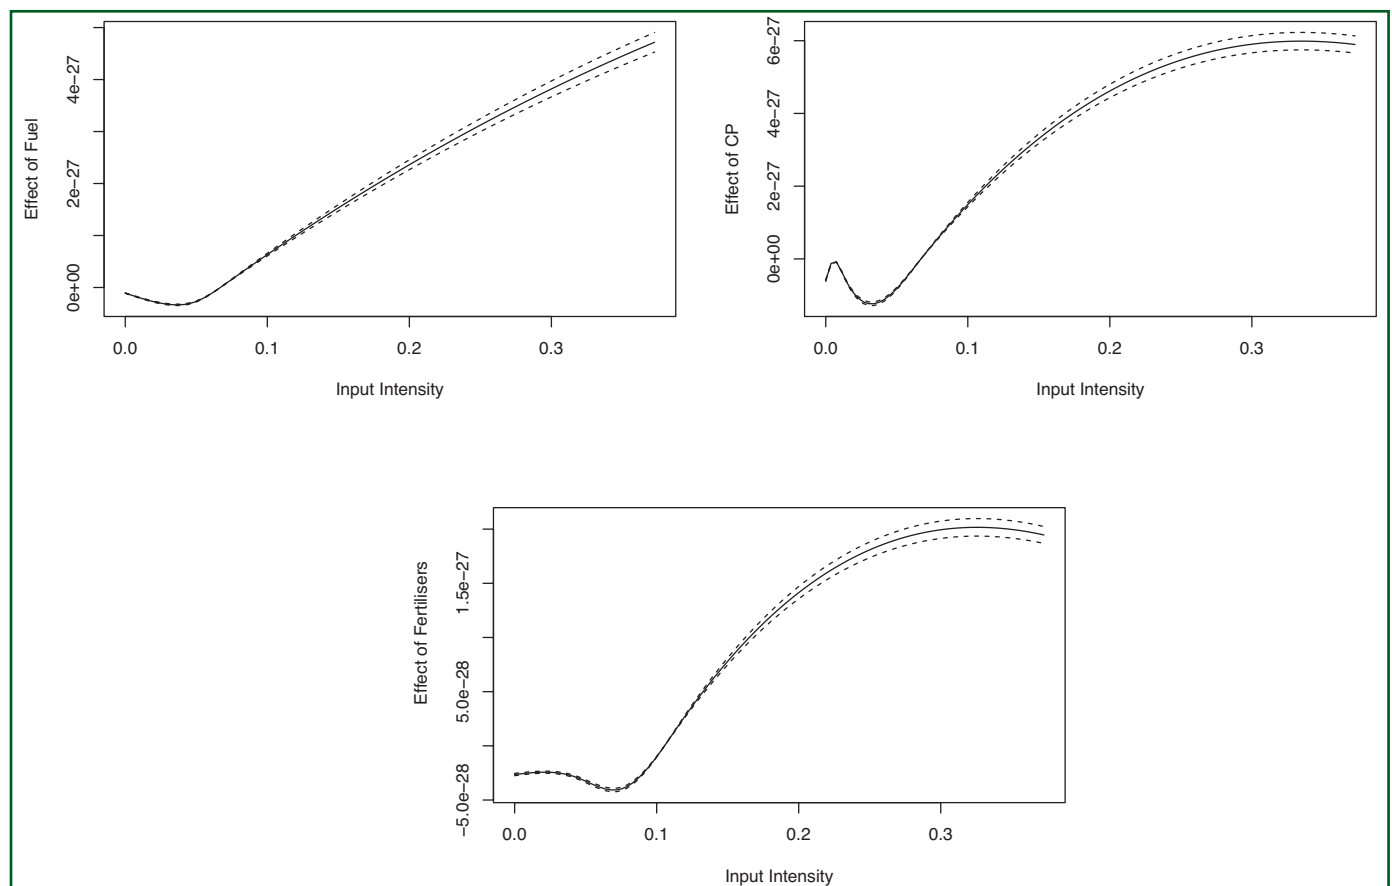 Effect of Fuel
4e−27
2e−27
0e+00
0.0 0.1 0.2 0.3
Input Intensity
Effect of CP
6e−27
4e−27
2e−27
0e+00
0.0 0.1 0.2 0.3
Input Intensity
Effect of Fertilisers
1.5e−27
5.0e−28
−5.0e−28
0.0 0.1 0.2 0.3
Input Intensity